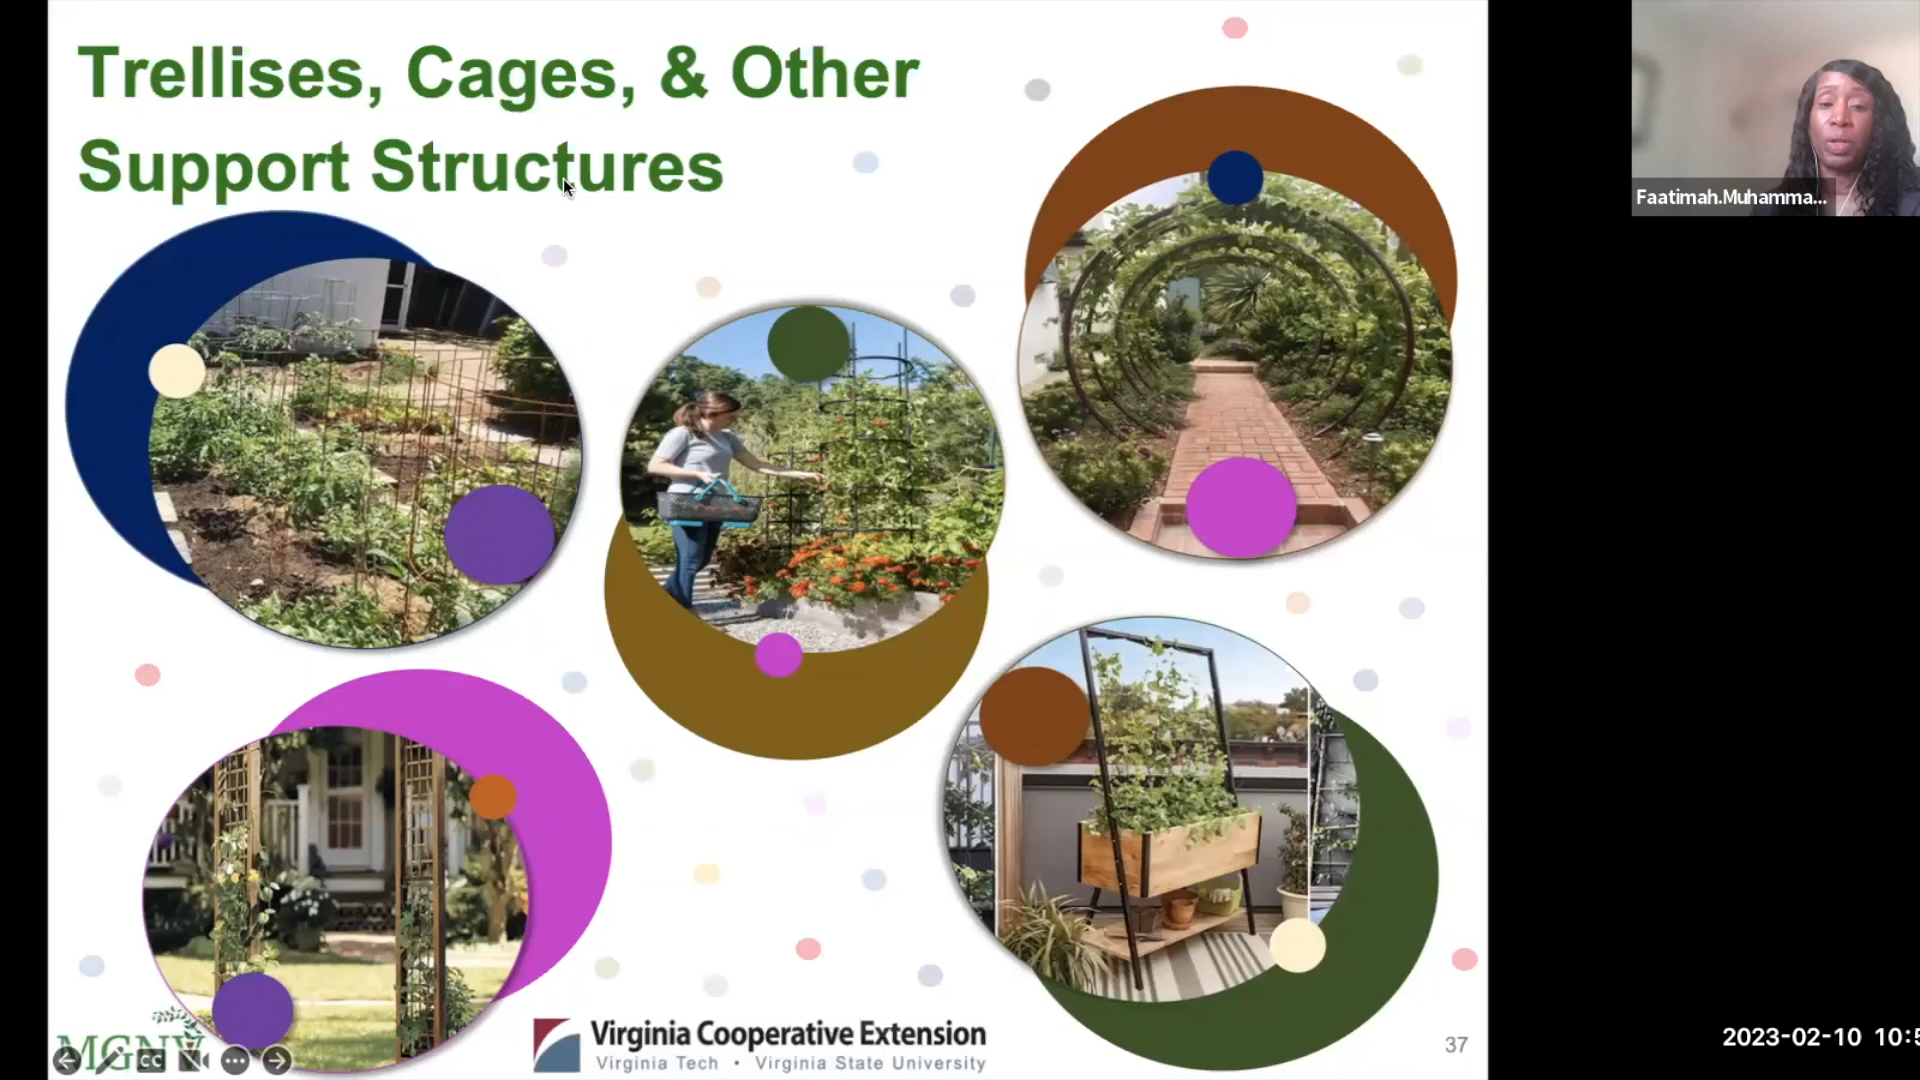 Trellises, Cages, & Other
Support Structures
Faatimah.Muhamma...
MGNV
CC
Virginia Cooperative Extension
Virginia Tech • Virginia State University
37
2023-02-10 10:5